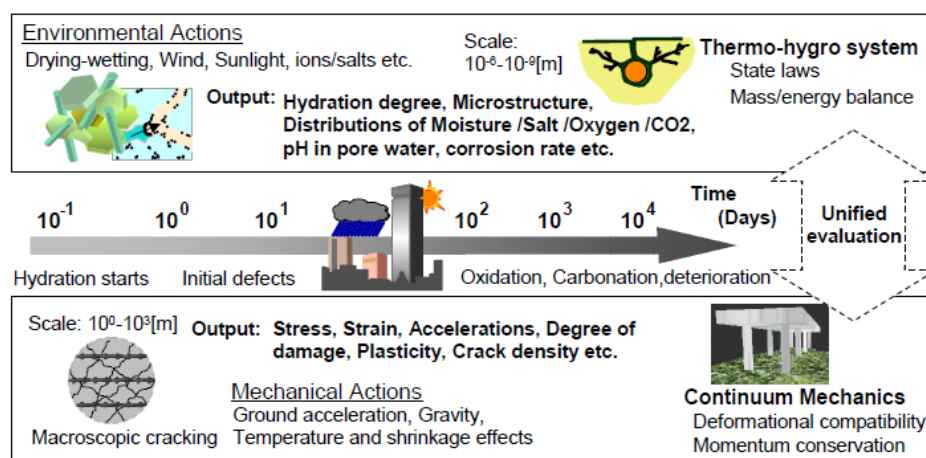 Environmental Actions
Drying-wetting, Wind, Sunlight, ions/salts etc.
Scale:
10⁻⁶-10⁻⁹[m]
Thermo-hygro system
State laws
Mass/energy balance
Output: Hydration degree, Microstructure,
Distributions of Moisture /Salt /Oxygen /CO2,
pH in pore water, corrosion rate etc.
10⁻¹ 10⁰ 10¹ 10² 10³ 10⁴ Time
(Days)
Unified
evaluation
Hydration starts Initial defects Oxidation, Carbonation,deterioration
Scale: 10⁰-10³[m]
Output: Stress, Strain, Accelerations, Degree of
damage, Plasticity, Crack density etc.
Mechanical Actions
Ground acceleration, Gravity,
Temperature and shrinkage effects
Macroscopic cracking
Continuum Mechanics
Deformational compatibility
Momentum conservation